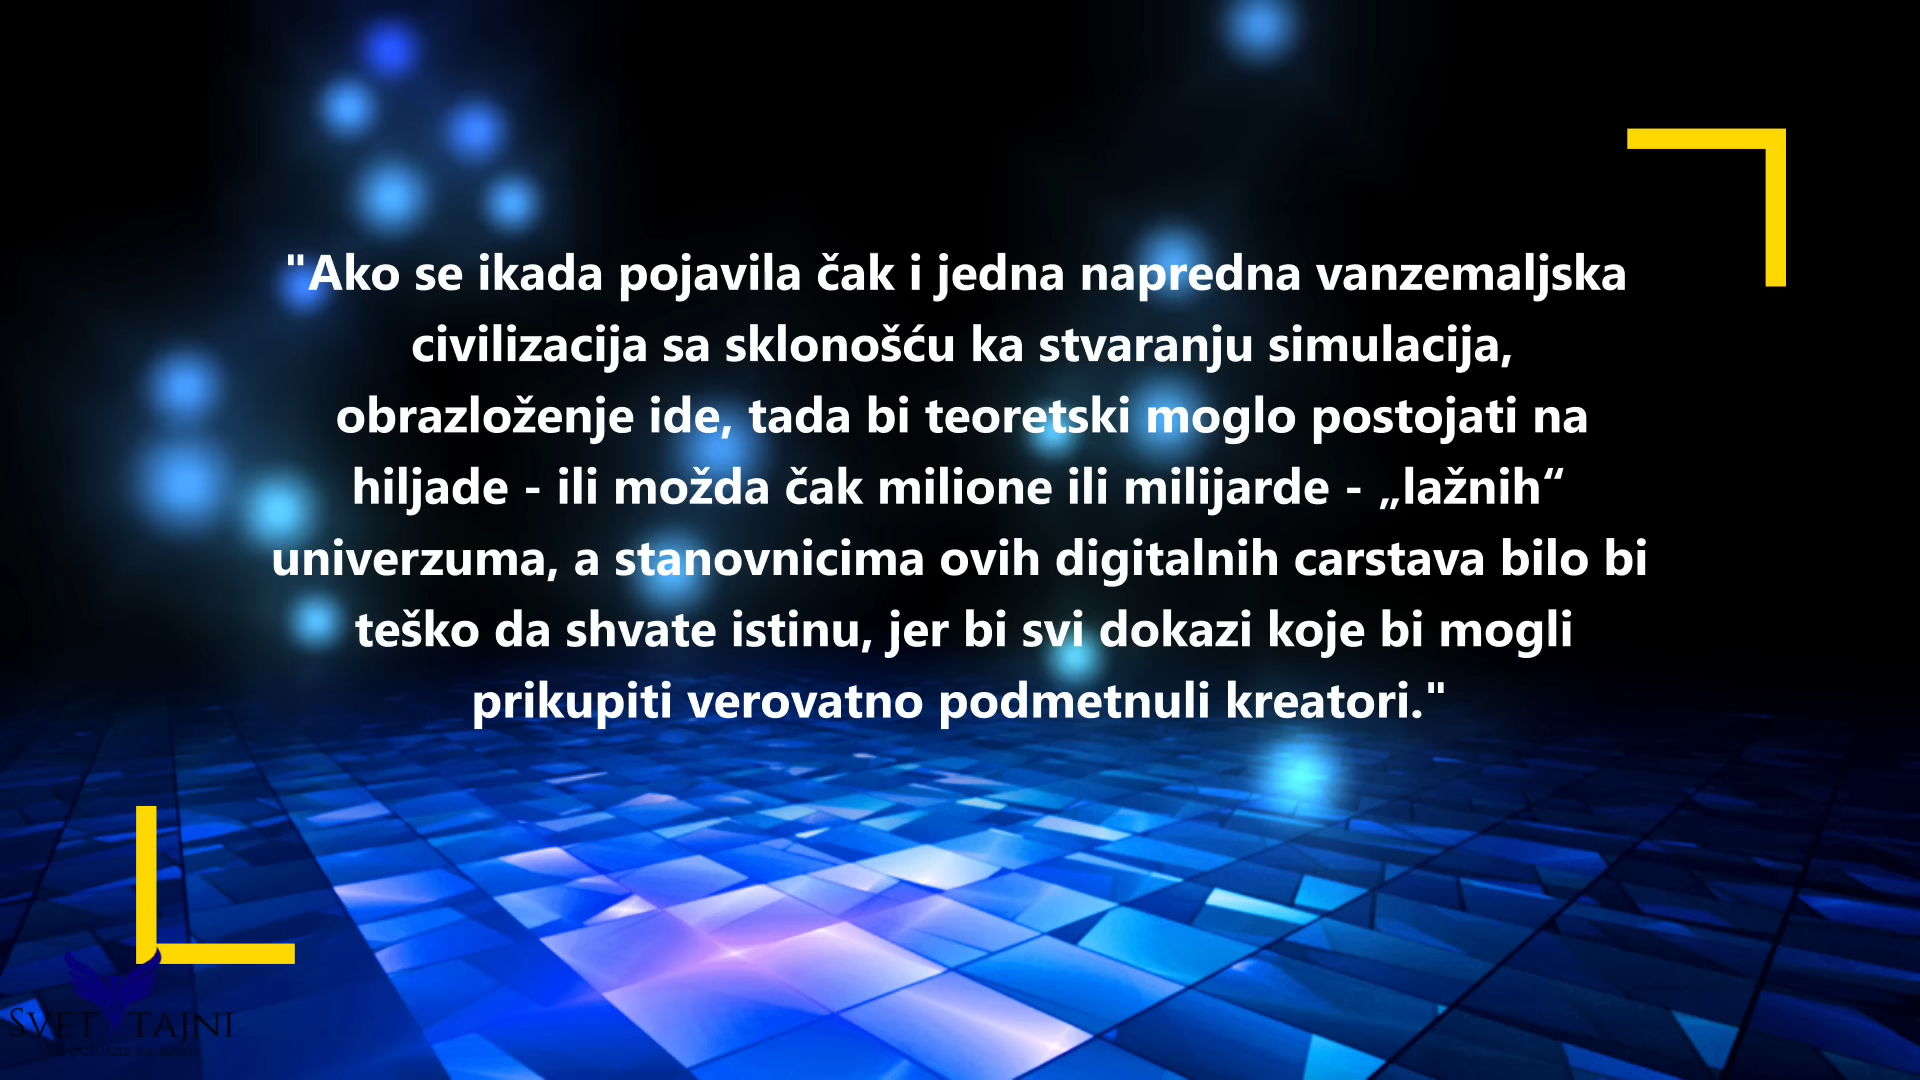 "Ako se ikada pojavila čak i jedna napredna vanzemaljska
civilizacija sa sklonošću ka stvaranju simulacija,
obrazloženje ide, tada bi teoretski moglo postojati na
hiljade - ili možda čak milione ili milijarde - „lažnih“
univerzuma, a stanovnicima ovih digitalnih carstava bilo bi
teško da shvate istinu, jer bi svi dokazi koje bi mogli
prikupiti verovatno podmetnuli kreatori."
SVET TAJNI